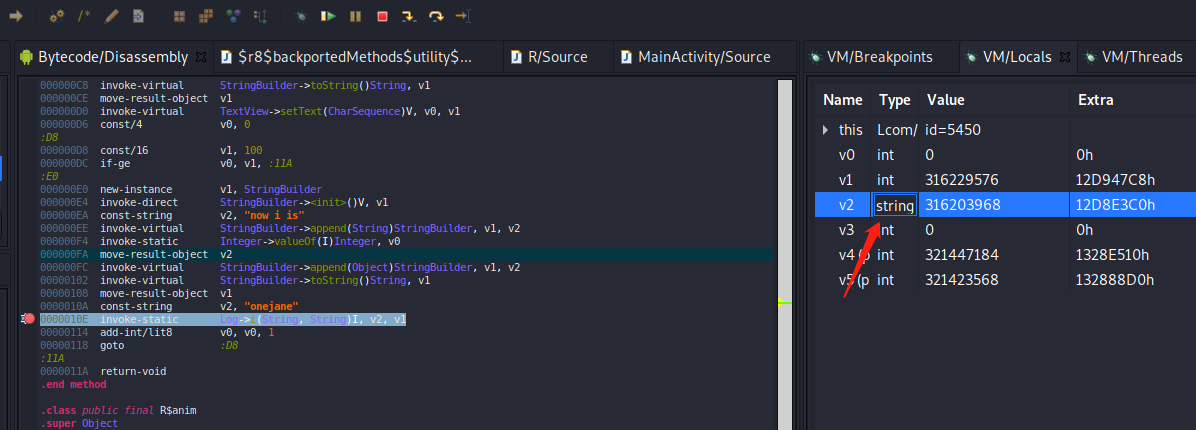 Bytecode/Disassembly
$r8$backportedMethods$utility$...
R/Source
MainActivity/Source
000000C8 invoke-virtual StringBuilder->toString()String, v1
000000CE move-result-object v1
000000D0 invoke-virtual TextView->setText(CharSequence)V, v0, v1
000000D6 const/4 v0, 0
:D8
000000D8 const/16 v1, 100
000000DC if-ge v0, v1, :11A
:E0
000000E0 new-instance v1, StringBuilder
000000E4 invoke-direct StringBuilder-><init>()V, v1
000000EA const-string v2, "now i is"
000000EE invoke-virtual StringBuilder->append(String)StringBuilder, v1, v2
000000F4 invoke-static Integer->valueOf(I)Integer, v0
000000FA move-result-object v2
000000FC invoke-virtual StringBuilder->append(Object)StringBuilder, v1, v2
00000102 invoke-virtual StringBuilder->toString()String, v1
00000108 move-result-object v1
0000010A const-string v2, "onejane"
0000010E invoke-static Log->i(String, String)I, v2, v1
00000114 add-int/lit8 v0, v0, 1
00000118 goto :D8
:11A
0000011A return-void
.end method
.class public final R$anim
.super Object
VM/Breakpoints
VM/Locals
VM/Threads
Name Type Value Extra
this Lcom/ id=5450
v0 int 0 0h
v1 int 316229576 12D947C8h
v2 string 316203968 12D8E3C0h
v3 int 0 0h
v4 (p int 321447184 1328E510h
v5 (p int 321423568 132888D0h